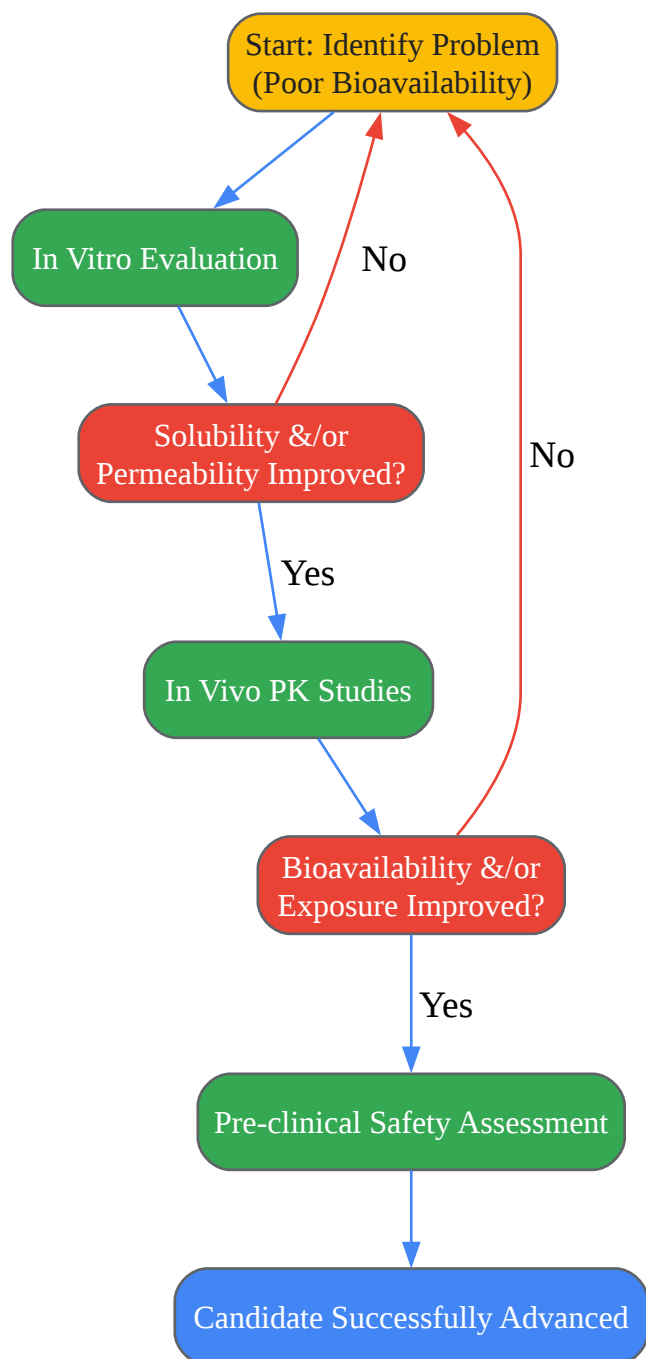 Start: Identify Problem
(Poor Bioavailability)
In Vitro Evaluation
No
Solubility &/or
Permeability Improved?
No
Yes
In Vivo PK Studies
Bioavailability &/or
Exposure Improved?
Yes
Pre-clinical Safety Assessment
Candidate Successfully Advanced